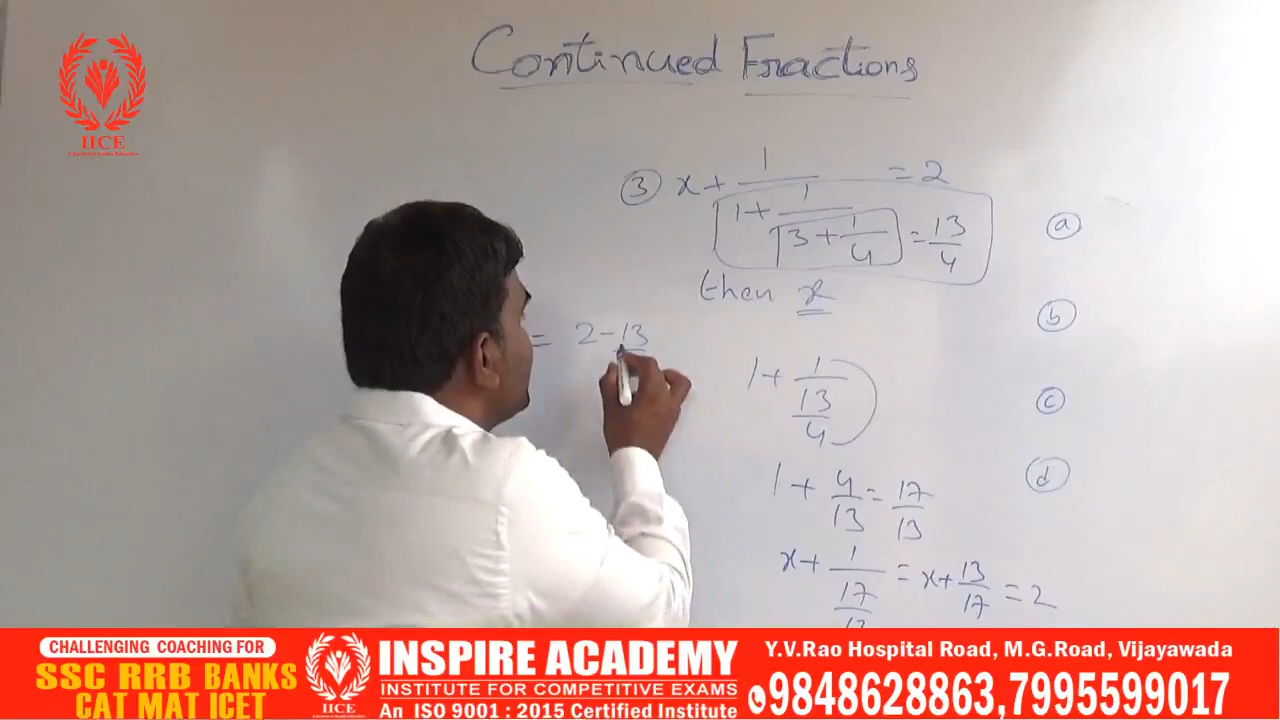 IICE
Continued Fractions
③ x + 1 = 2
1 + 1
3 + 1 = 13
4 4
then x
= 2 - 13
1 + 1
13
4
1 + 4 = 17
13 13
x + 1 = x + 13 = 2
17 17
ⓐ
ⓑ
ⓒ
ⓓ
CHALLENGING COACHING FOR
SSC RRB BANKS
CAT MAT ICET
IICE
INSPIRE ACADEMY
INSTITUTE FOR COMPETITIVE EXAMS
An ISO 9001 : 2015 Certified Institute
Y.V.Rao Hospital Road, M.G.Road, Vijayawada
9848628863,7995599017